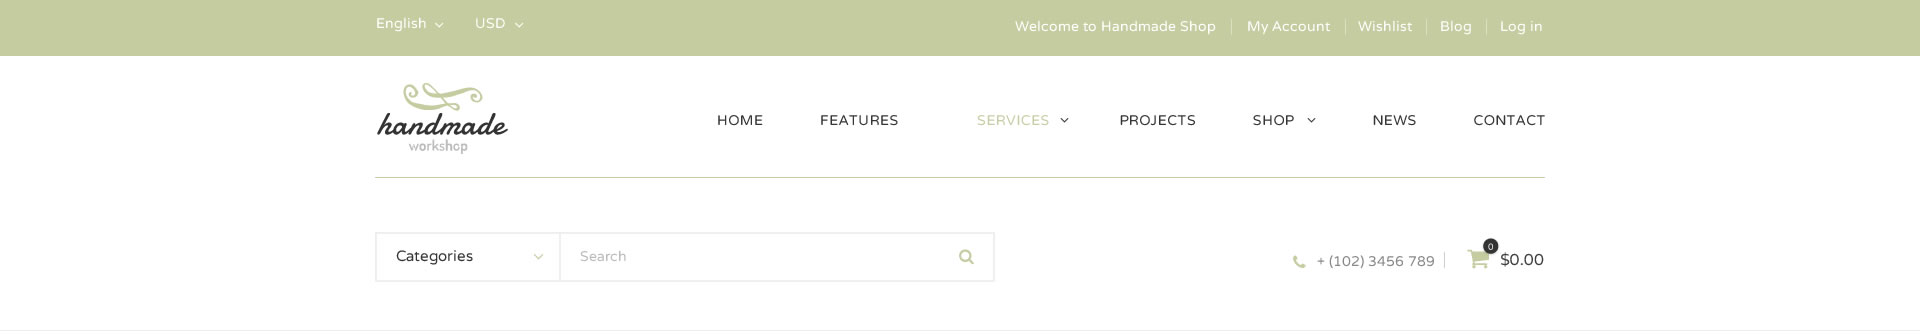 English USD Welcome to Handmade Shop My Account Wishlist Blog Log in
handmade
workshop
HOME FEATURES SERVICES PROJECTS SHOP NEWS CONTACT
Categories Search + (102) 3456 789 0 $0.00